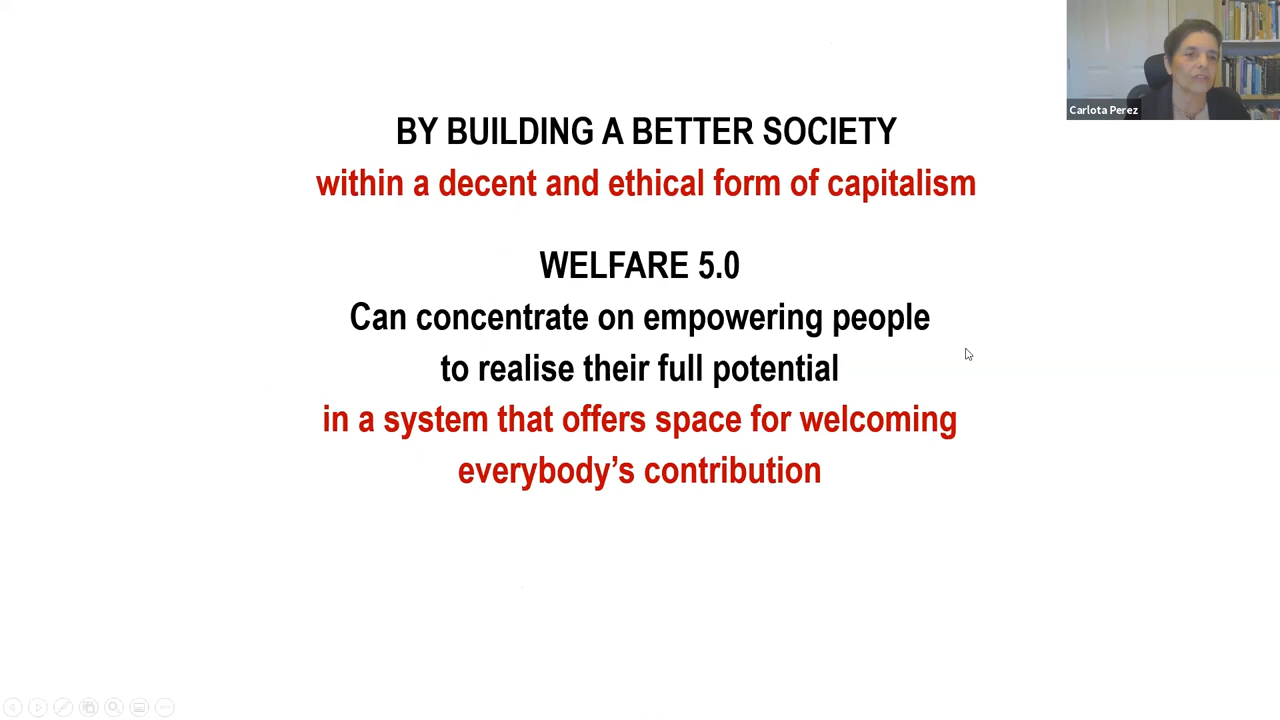 BY BUILDING A BETTER SOCIETY
within a decent and ethical form of capitalism
WELFARE 5.0
Can concentrate on empowering people
to realise their full potential
in a system that offers space for welcoming
everybody’s contribution
Carlota Perez